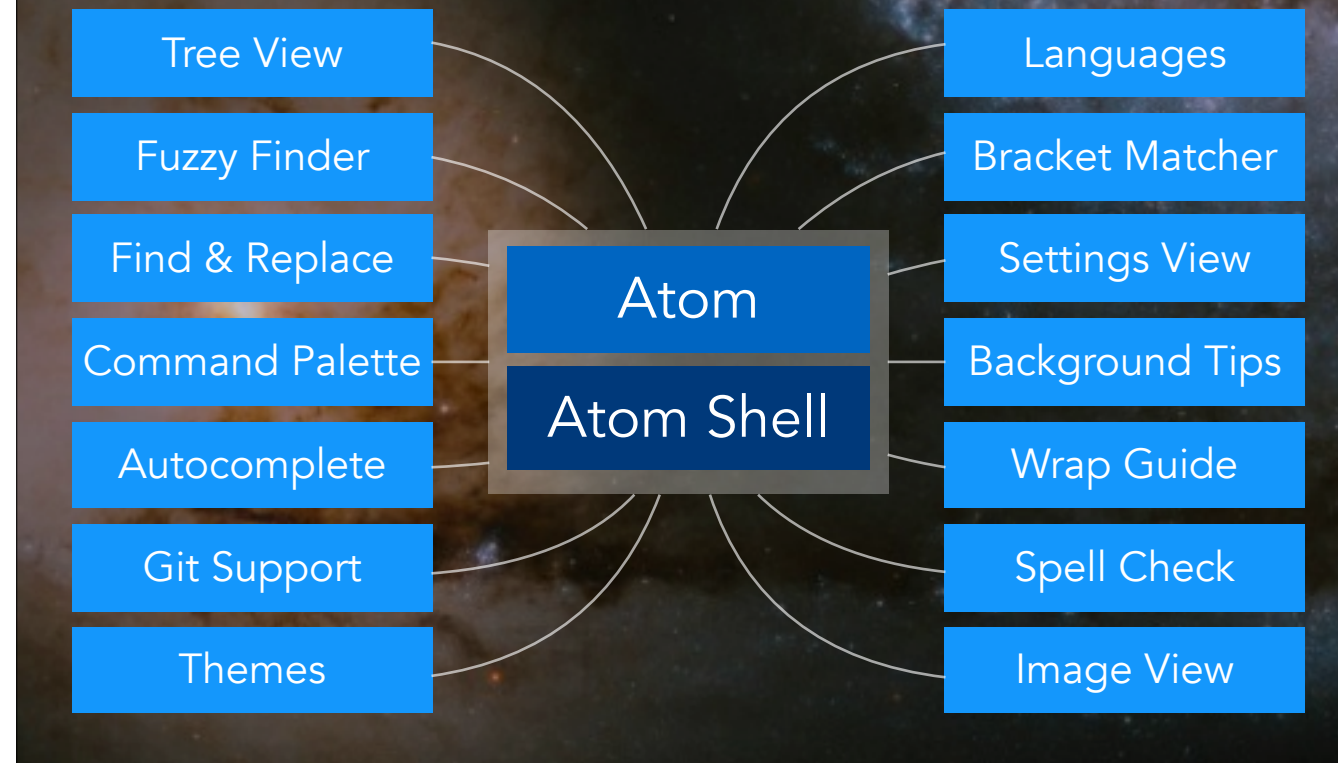 Tree View
Fuzzy Finder
Find & Replace
Command Palette
Autocomplete
Git Support
Themes
Atom
Atom Shell
Languages
Bracket Matcher
Settings View
Background Tips
Wrap Guide
Spell Check
Image View